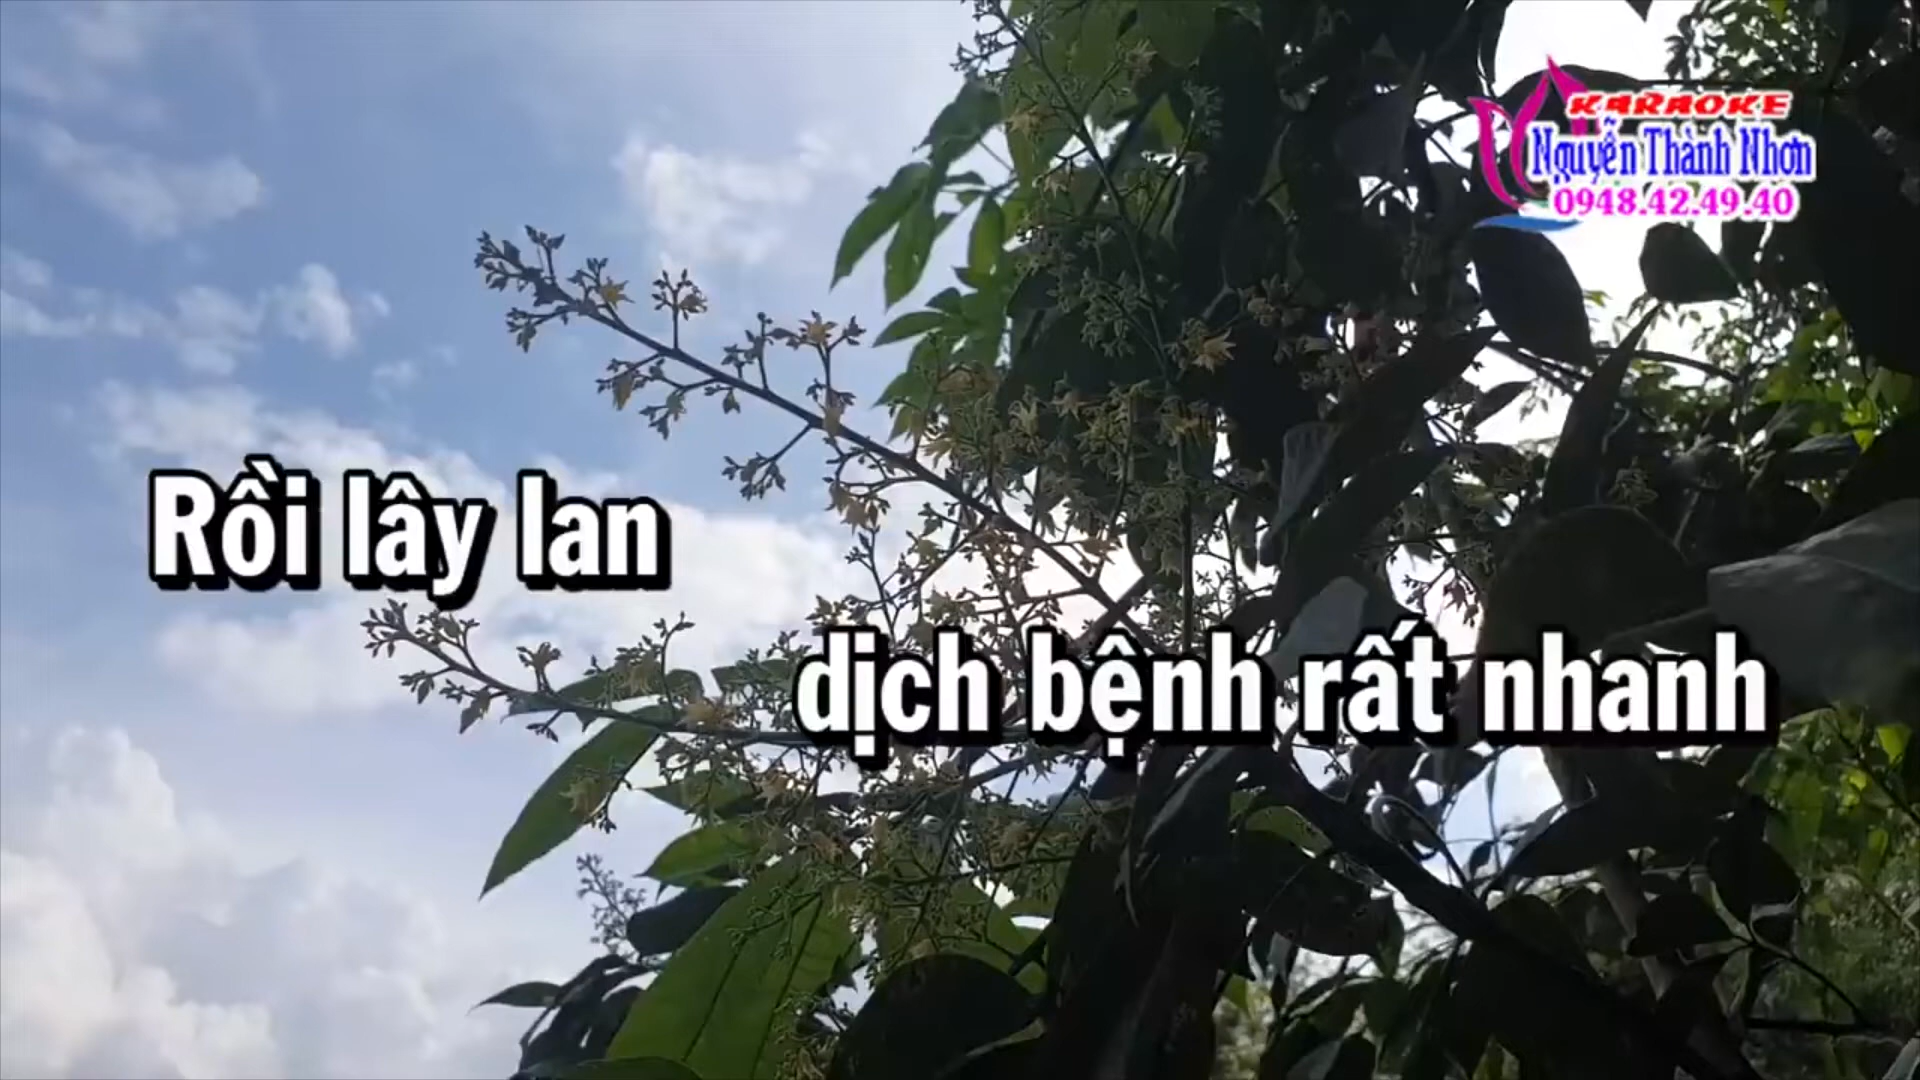 KARAOKE
Nguyễn Thành Nhơn
0948.42.49.40
Rồi lây lan
dịch bệnh rất nhanh